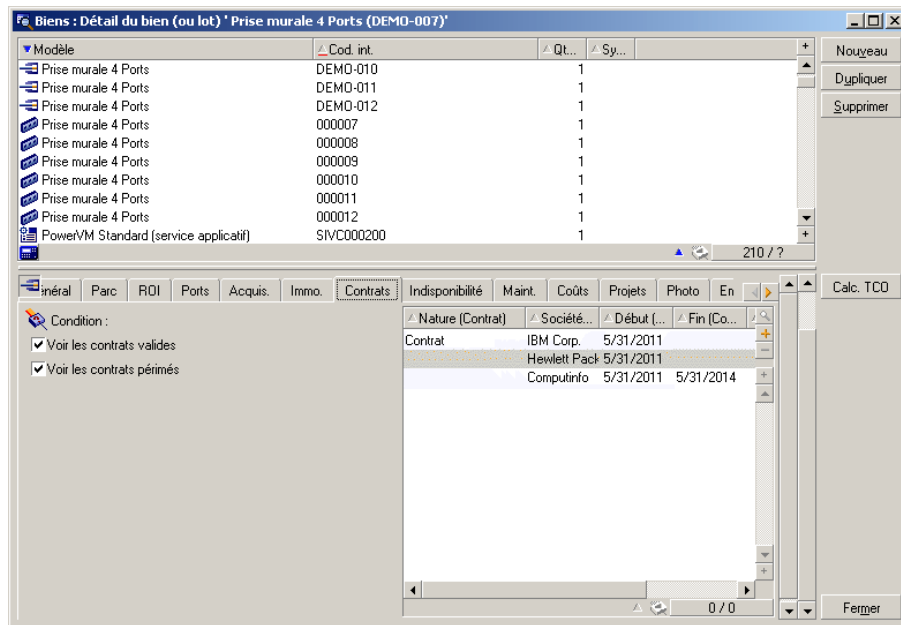 Biens : Détail du bien (ou lot) ' Prise murale 4 Ports (DEMO-007)'
Modèle Cod. int. Qt... Sy...
Prise murale 4 Ports DEMO-010 1
Prise murale 4 Ports DEMO-011 1
Prise murale 4 Ports DEMO-012 1
Prise murale 4 Ports 000007 1
Prise murale 4 Ports 000008 1
Prise murale 4 Ports 000009 1
Prise murale 4 Ports 000010 1
Prise murale 4 Ports 000011 1
Prise murale 4 Ports 000012 1
PowerVM Standard (service applicatif) SIVC000200 1
210 / ?
Nouveau
Dupliquer
Supprimer
énéral Parc ROI Ports Acquis. Immo. Contrats Indisponibilité Maint. Coûts Projets Photo En
Calc. TCO
Condition :
Voir les contrats valides
Voir les contrats périmés
Nature (Contrat) Société... Début (... Fin (Co...
Contrat IBM Corp. 5/31/2011
Hewlett Pack 5/31/2011
Computinfo 5/31/2011 5/31/2014
0 / 0
Fermer